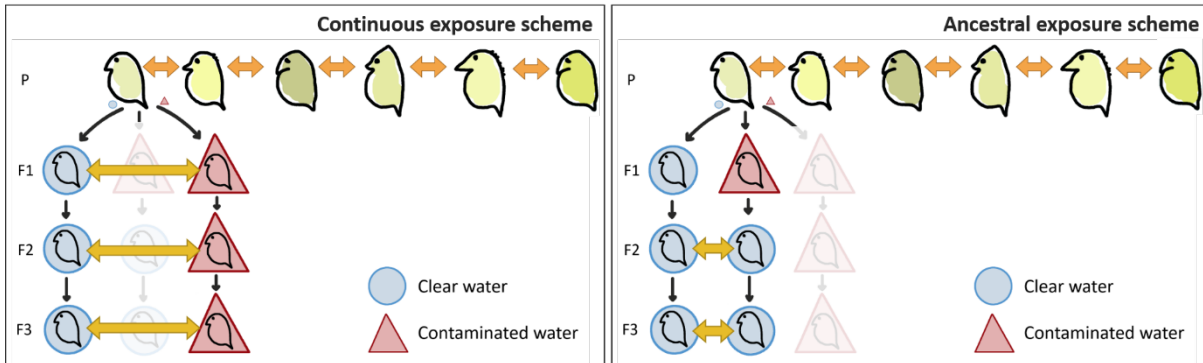 Continuous exposure scheme
P
F1
F2
F3
Clear water
Contaminated water
Ancestral exposure scheme
P
F1
F2
F3
Clear water
Contaminated water